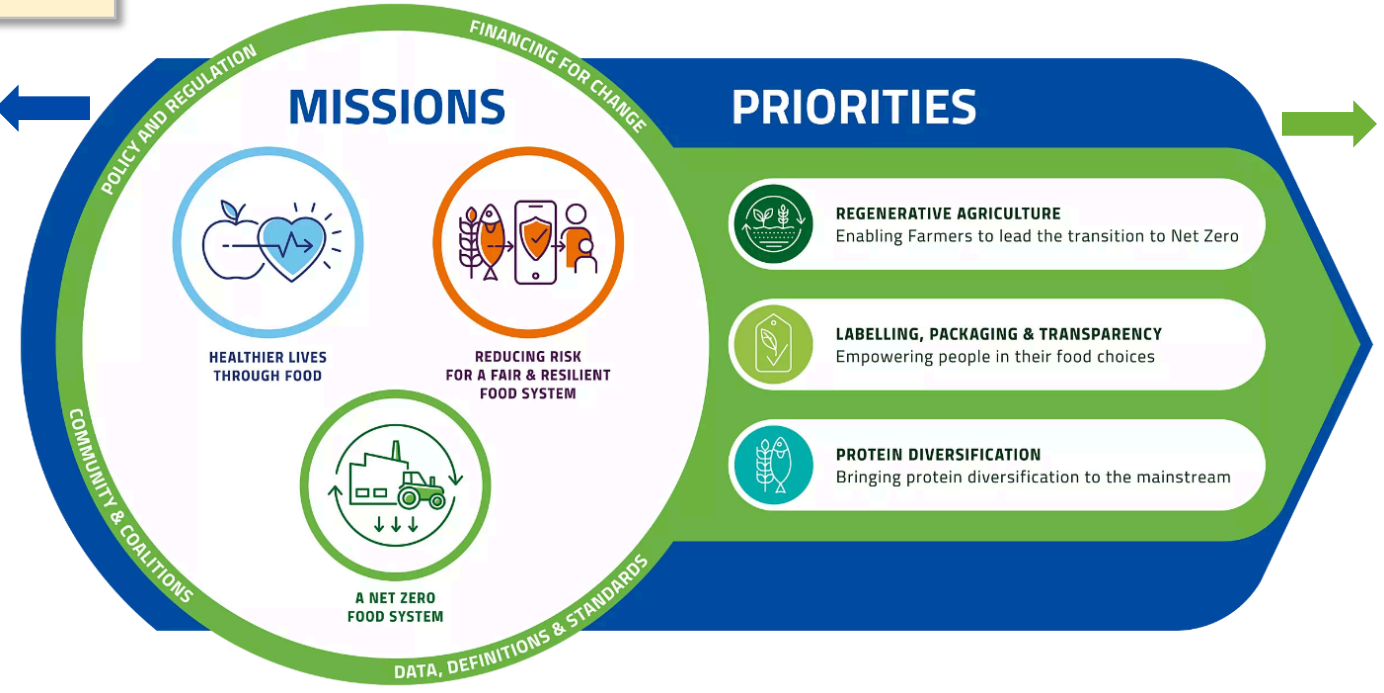 POLICY AND REGULATION
FINANCING FOR CHANGE
MISSIONS
HEALTHIER LIVES
THROUGH FOOD
REDUCING RISK
FOR A FAIR & RESILIENT
FOOD SYSTEM
A NET ZERO
FOOD SYSTEM
COMMUNITY & COALITIONS
DATA, DEFINITIONS & STANDARDS
PRIORITIES
REGENERATIVE AGRICULTURE
Enabling Farmers to lead the transition to Net Zero
LABELLING, PACKAGING & TRANSPARENCY
Empowering people in their food choices
PROTEIN DIVERSIFICATION
Bringing protein diversification to the mainstream